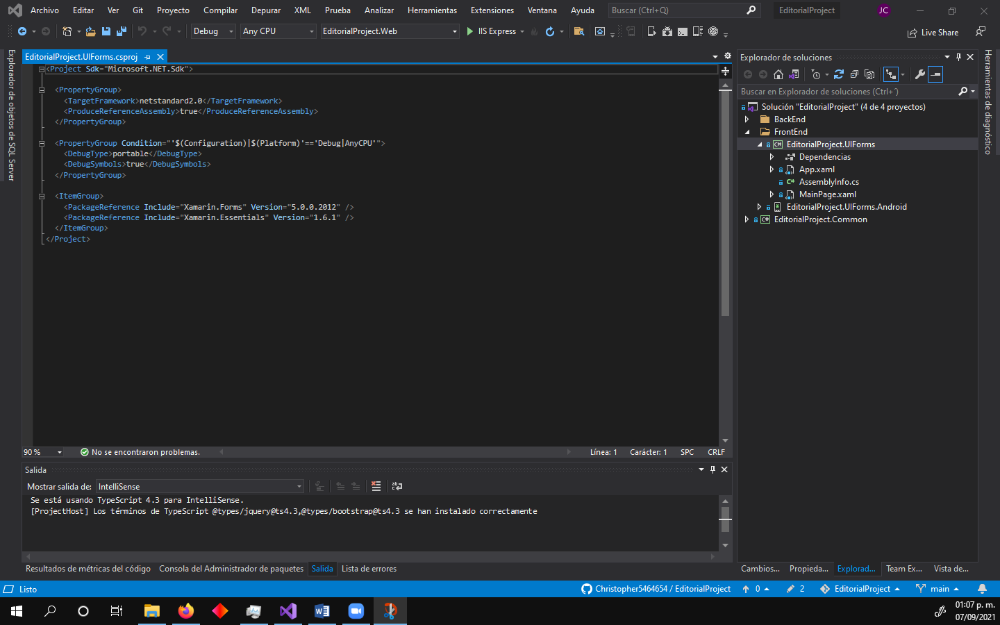 Archivo Editar Ver Git Proyecto Compilar Depurar XML Prueba Analizar Herramientas Extensiones Ventana Ayuda Buscar (Ctrl+Q) EditorialProject JC
Debug Any CPU EditorialProject.Web IIS Express Live Share
Explorador de objetos de SQL Server
EditorialProject.UIForms.csproj
<Project Sdk="Microsoft.NET.Sdk">
<PropertyGroup>
<TargetFramework>netstandard2.0</TargetFramework>
<ProduceReferenceAssembly>true</ProduceReferenceAssembly>
</PropertyGroup>
<PropertyGroup Condition="'$(Configuration)|$(Platform)'=='Debug|AnyCPU'">
<DebugType>portable</DebugType>
<DebugSymbols>true</DebugSymbols>
</PropertyGroup>
<ItemGroup>
<PackageReference Include="Xamarin.Forms" Version="5.0.0.2012" />
<PackageReference Include="Xamarin.Essentials" Version="1.6.1" />
</ItemGroup>
</Project>
90 % No se encontraron problemas. Línea: 1 Carácter: 1 SPC CRLF
Salida
Mostrar salida de: IntelliSense
Se está usando TypeScript 4.3 para IntelliSense.
[ProjectHost] Los términos de TypeScript @types/jquery@ts4.3,@types/bootstrap@ts4.3 se han instalado correctamente
Resultados de métricas del código Consola del Administrador de paquetes Salida Lista de errores
Explorador de soluciones
Buscar en Explorador de soluciones (Ctrl+´)
Solución "EditorialProject" (4 de 4 proyectos)
BackEnd
FrontEnd
C# EditorialProject.UIForms
Dependencias
App.xaml
C# AssemblyInfo.cs
MainPage.xaml
EditorialProject.UIForms.Android
C# EditorialProject.Common
Cambios... Propieda... Explorad... Team Ex... Vista de...
Herramientas de diagnóstico
Listo Christopher5464654 / EditorialProject 0 2 EditorialProject main
01:07 p. m.
07/09/2021